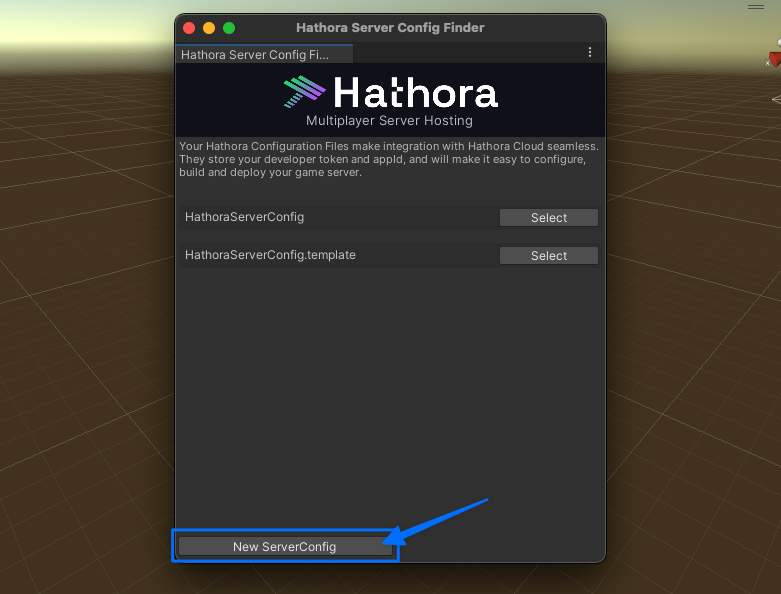 Hathora Server Config Finder
Hathora Server Config Fi...
Hathora
Multiplayer Server Hosting
Your Hathora Configuration Files make integration with Hathora Cloud seamless.
They store your developer token and appId, and will make it easy to configure,
build and deploy your game server.
HathoraServerConfig
Select
HathoraServerConfig.template
Select
New ServerConfig